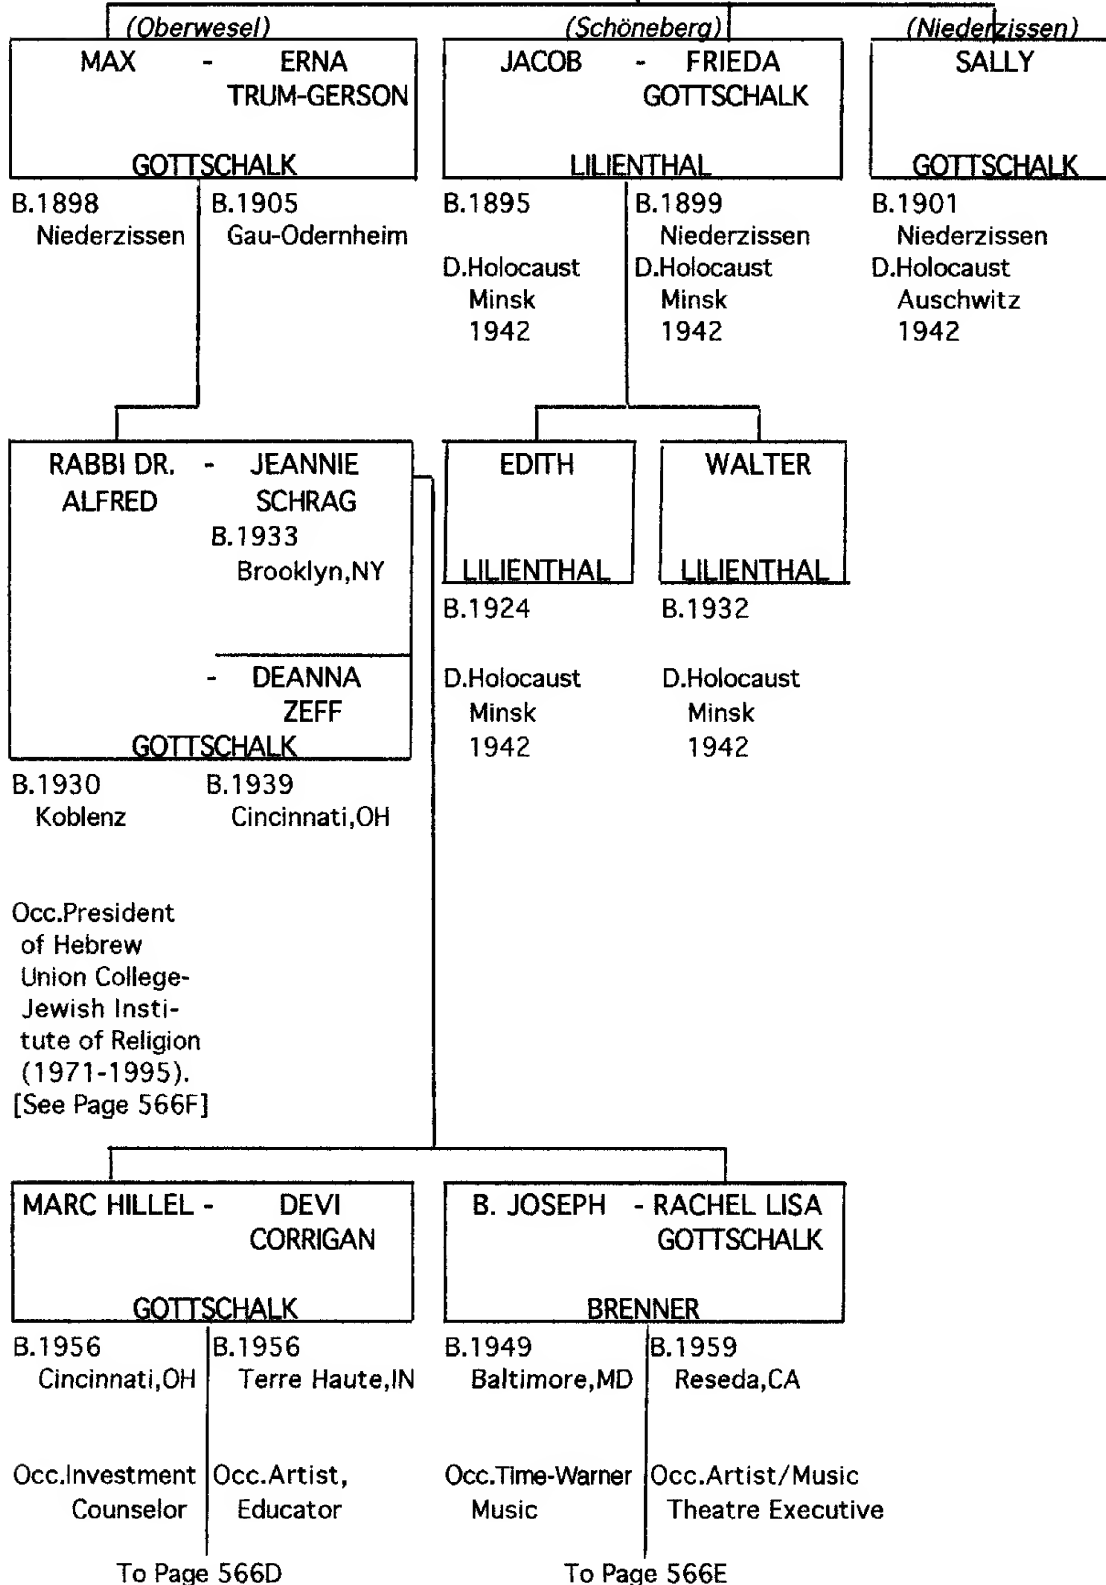 (Oberwesel) (Schöneberg) (Niederzissen)
MAX - ERNA JACOB - FRIEDA SALLY
TRUM-GERSON GOTTSCHALK
GOTTSCHALK LILIENTHAL GOTTSCHALK
B.1898 B.1905 B.1895 B.1899 B.1901
Niederzissen Gau-Odernheim Niederzissen Niederzissen
D.Holocaust D.Holocaust D.Holocaust
Minsk Minsk Auschwitz
1942 1942 1942
RABBI DR. - JEANNIE EDITH WALTER
ALFRED SCHRAG
B.1933
Brooklyn,NY LILIENTHAL LILIENTHAL
B.1924 B.1932
- DEANNA D.Holocaust D.Holocaust
ZEFF Minsk Minsk
GOTTSCHALK 1942 1942
B.1930 B.1939
Koblenz Cincinnati,OH
Occ.President
of Hebrew
Union College-
Jewish Insti-
tute of Religion
(1971-1995).
[See Page 566F]
MARC HILLEL - DEVI B. JOSEPH - RACHEL LISA
CORRIGAN GOTTSCHALK
GOTTSCHALK BRENNER
B.1956 B.1956 B.1949 B.1959
Cincinnati,OH Terre Haute,IN Baltimore,MD Reseda,CA
Occ.Investment Occ.Artist, Occ.Time-Warner Occ.Artist/Music
Counselor Educator Music Theatre Executive
To Page 566D To Page 566E